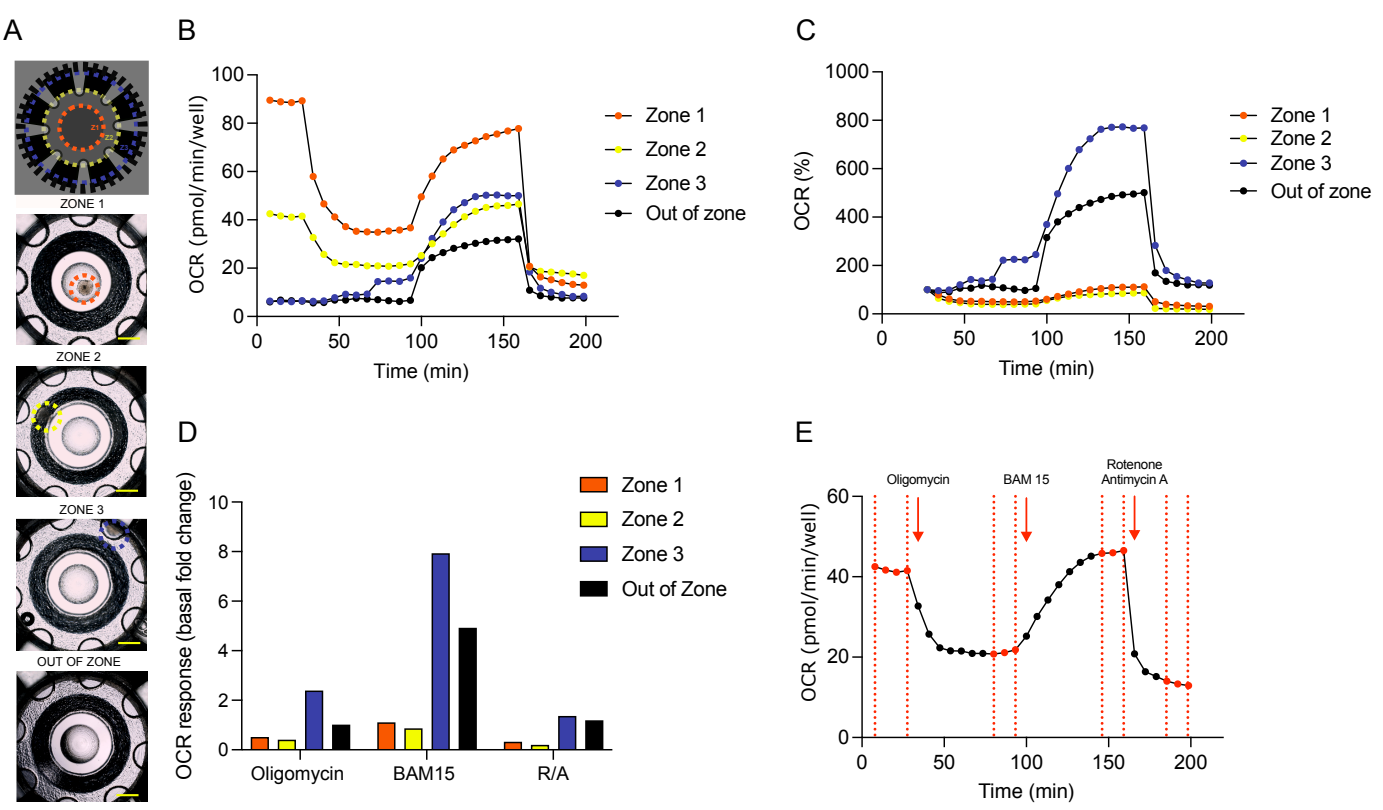 A
Z1
Z2
Z3
ZONE 1
ZONE 2
ZONE 3
OUT OF ZONE
B
100
80
60
40
20
0
OCR (pmol/min/well)
0 50 100 150 200
Time (min)
Zone 1
Zone 2
Zone 3
Out of zone
C
1000
800
600
400
200
0
OCR (%)
0 50 100 150 200
Time (min)
Zone 1
Zone 2
Zone 3
Out of zone
D
10
8
6
4
2
0
OCR response (basal fold change)
Oligomycin BAM15 R/A
Zone 1
Zone 2
Zone 3
Out of Zone
E
Oligomycin BAM 15 Rotenone
Antimycin A
60
40
20
0
OCR (pmol/min/well)
0 50 100 150 200
Time (min)